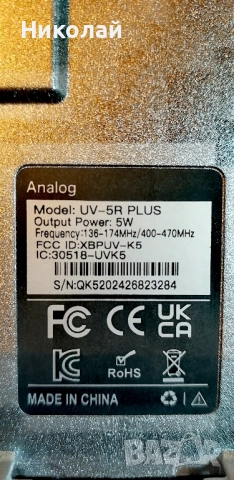 Analog
Model: UV-5R PLUS
Output Power: 5W
Frequency:136-174MHz/400-470MHz
FCC ID:XBPUV-K5
IC:30518-UVK5
S/N:QK5202426823284
FC CE UK CA
RoHS
MADE IN CHINA
BAZAR